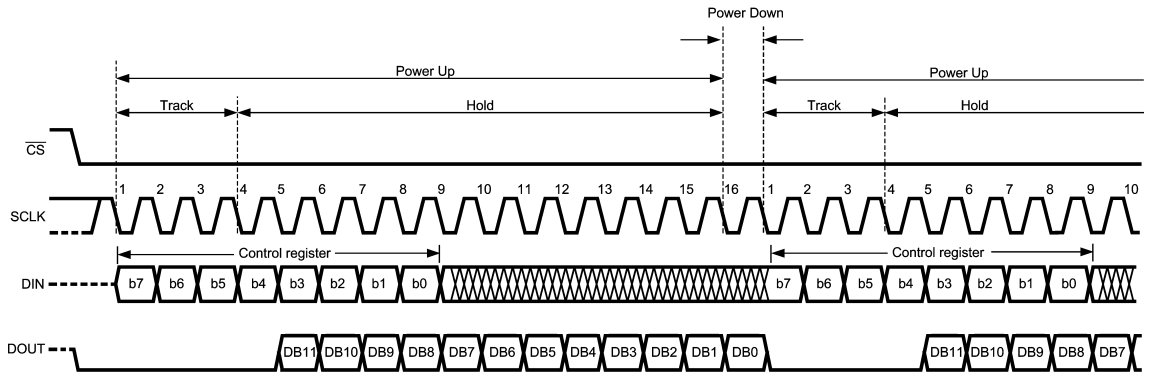 Power Down
Power Up Power Up
Track Hold Track Hold
CS
1 2 3 4 5 6 7 8 9 10 11 12 13 14 15 16 1 2 3 4 5 6 7 8 9 10
SCLK
Control register Control register
DIN b7 b6 b5 b4 b3 b2 b1 b0 b7 b6 b5 b4 b3 b2 b1 b0
DOUT DB11 DB10 DB9 DB8 DB7 DB6 DB5 DB4 DB3 DB2 DB1 DB0 DB11 DB10 DB9 DB8 DB7